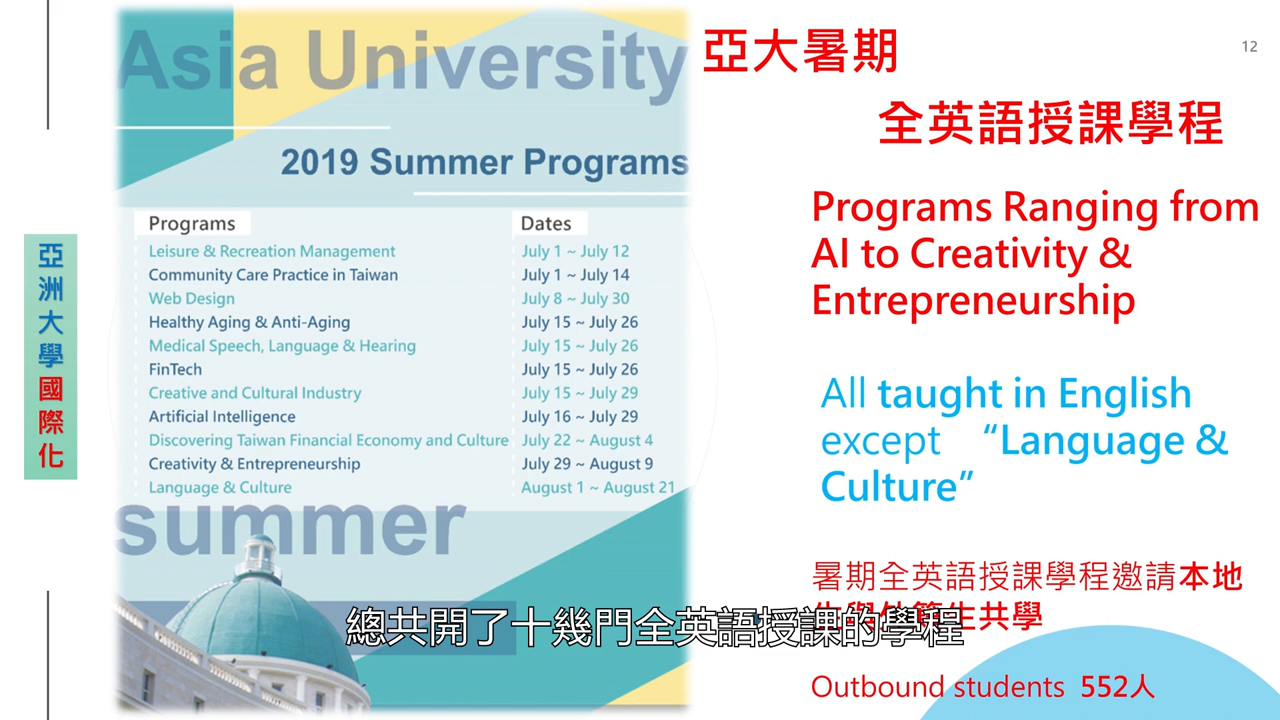 Asia University
2019 Summer Programs
Programs Dates
Leisure & Recreation Management July 1 ~ July 12
Community Care Practice in Taiwan July 1 ~ July 14
Web Design July 8 ~ July 30
Healthy Aging & Anti-Aging July 15 ~ July 26
Medical Speech, Language & Hearing July 15 ~ July 26
FinTech July 15 ~ July 26
Creative and Cultural Industry July 15 ~ July 29
Artificial Intelligence July 16 ~ July 29
Discovering Taiwan Financial Economy and Culture July 22 ~ August 4
Creativity & Entrepreneurship July 29 ~ August 9
Language & Culture August 1 ~ August 21
summer
亞洲大學國際化
亞大暑期
全英語授課學程
12
Programs Ranging from
AI to Creativity &
Entrepreneurship
All taught in English
except “Language &
Culture”
暑期全英語授課學程邀請本地
生共學
Outbound students 552人
總共開了十幾門全英語授課的學程